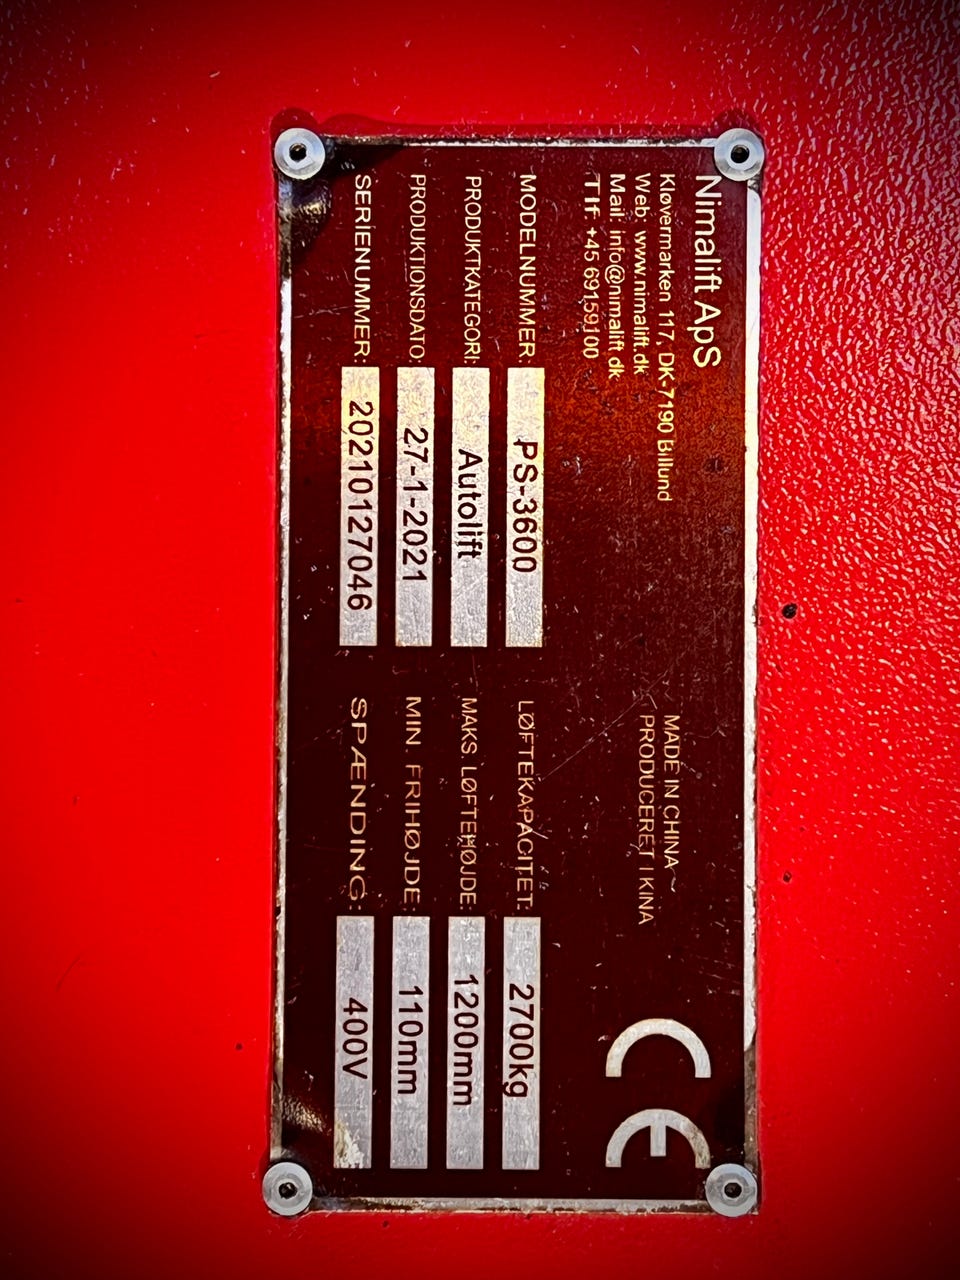 Nimalift ApS
Kløvermarken 117, DK-7190 Billund
Web: www.nimalift.dk
Mail: info@nimalift.dk
Tlf: +45 69159100
MADE IN CHINA
PRODUCERET I KINA
CE
MODELNUMMER: PS-3600
PRODUKTKATEGORI: Autolift
PRODUKTIONSDATO: 27-1-2021
SERIENUMMER: 20210127046
LØFTEKAPACITET: 2700kg
MAKS. LØFTEHØJDE: 1200mm
MIN. FRIHØJDE: 110mm
SPÆNDING: 400V